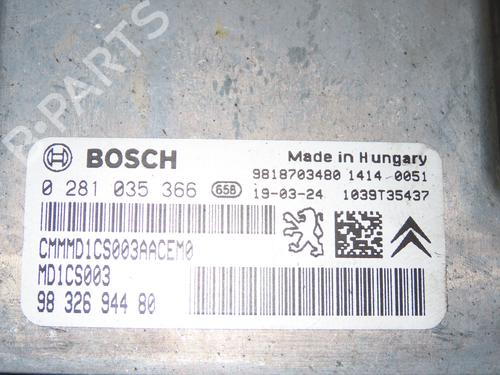 BOSCH
Made in Hungary
0 281 035 366 658
9818703480 1414 0051
19-03-24 1039T35437
CMMMD1CS003AACEM0
MD1CS003
98 326 944 80
B-PARTS